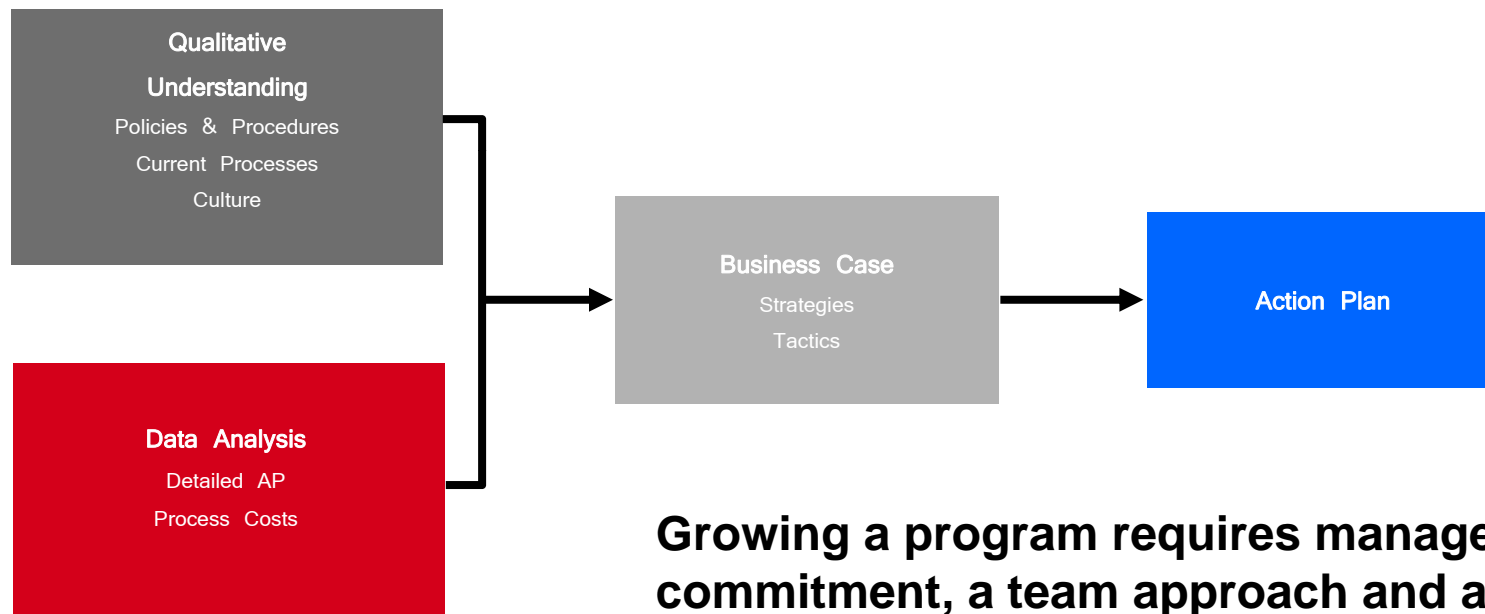 Qualitative
Understanding
Policies & Procedures
Current Processes
Culture
Data Analysis
Detailed AP
Process Costs
Business Case
Strategies
Tactics
Action Plan
Growing a program requires manage
commitment, a team approach and a